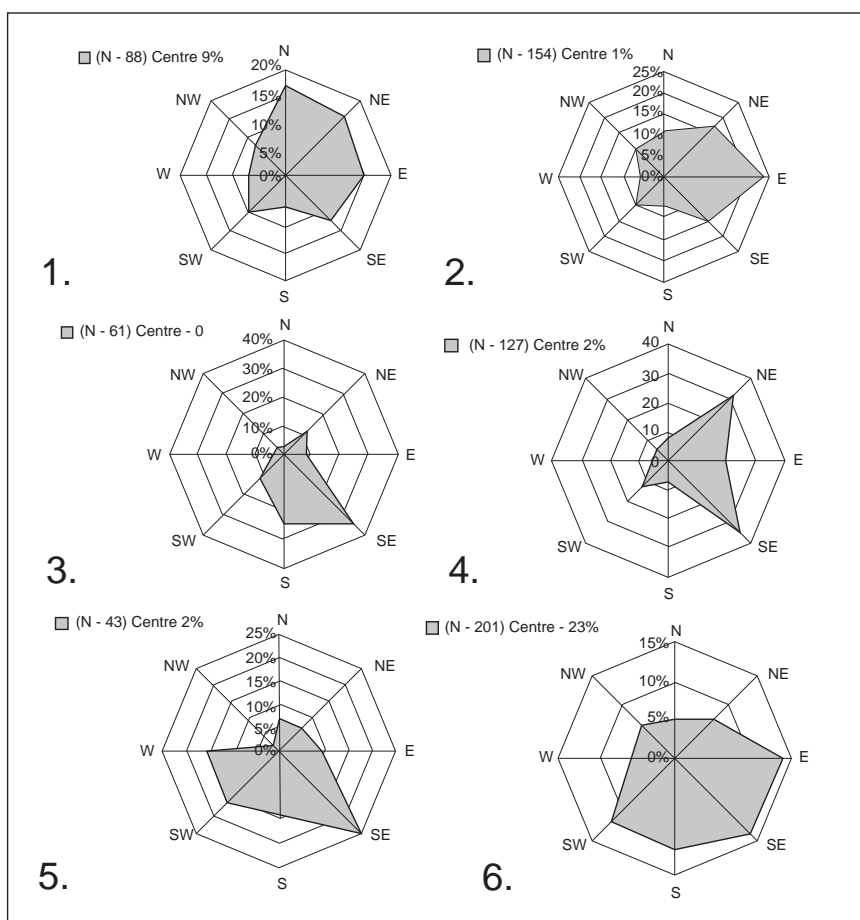 (N - 88) Centre 9%
N
20%
15%
10%
5%
0%
NW
NE
W
E
SW
SE
S
1.
(N - 154) Centre 1%
N
25%
20%
15%
10%
5%
0%
NW
NE
W
E
SW
SE
S
2.
(N - 61) Centre - 0
N
40%
30%
20%
10%
0%
NW
NE
W
E
SW
SE
S
3.
(N - 127) Centre 2%
N
40
30
20
10
0
NW
NE
W
E
SW
SE
S
4.
(N - 43) Centre 2%
N
25%
20%
15%
10%
5%
0%
NW
NE
W
E
SW
SE
S
5.
(N - 201) Centre - 23%
N
15%
10%
5%
0%
NW
NE
W
E
SW
SE
S
6.